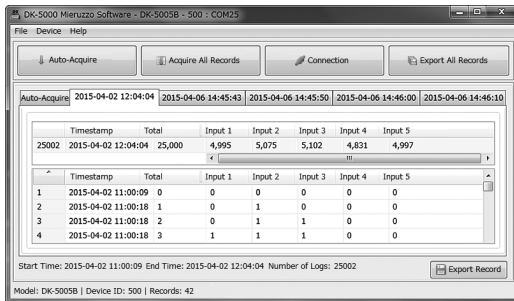 DK-5000 Mieruzzo Software - DK-5005B - 500 : COM25
File Device Help
Auto-Acquire Acquire All Records Connection Export All Records
Auto-Acquire 2015-04-02 12:04:04 2015-04-06 14:45:43 2015-04-06 14:45:50 2015-04-06 14:46:00 2015-04-06 14:46:10
Timestamp Total Input 1 Input 2 Input 3 Input 4 Input 5
25002 2015-04-02 12:04:04 25,000 4,995 5,075 5,102 4,831 4,997
Timestamp Total Input 1 Input 2 Input 3 Input 4 Input 5
1 2015-04-02 11:00:09 0 0 0 0 0 0
2 2015-04-02 11:00:18 1 0 1 0 0 0
3 2015-04-02 11:00:18 2 0 1 1 0 0
4 2015-04-02 11:00:18 3 1 1 1 0 0
Start Time: 2015-04-02 11:00:09 End Time: 2015-04-02 12:04:04 Number of Logs: 25002
Export Record
Model: DK-5005B | Device ID: 500 | Records: 42